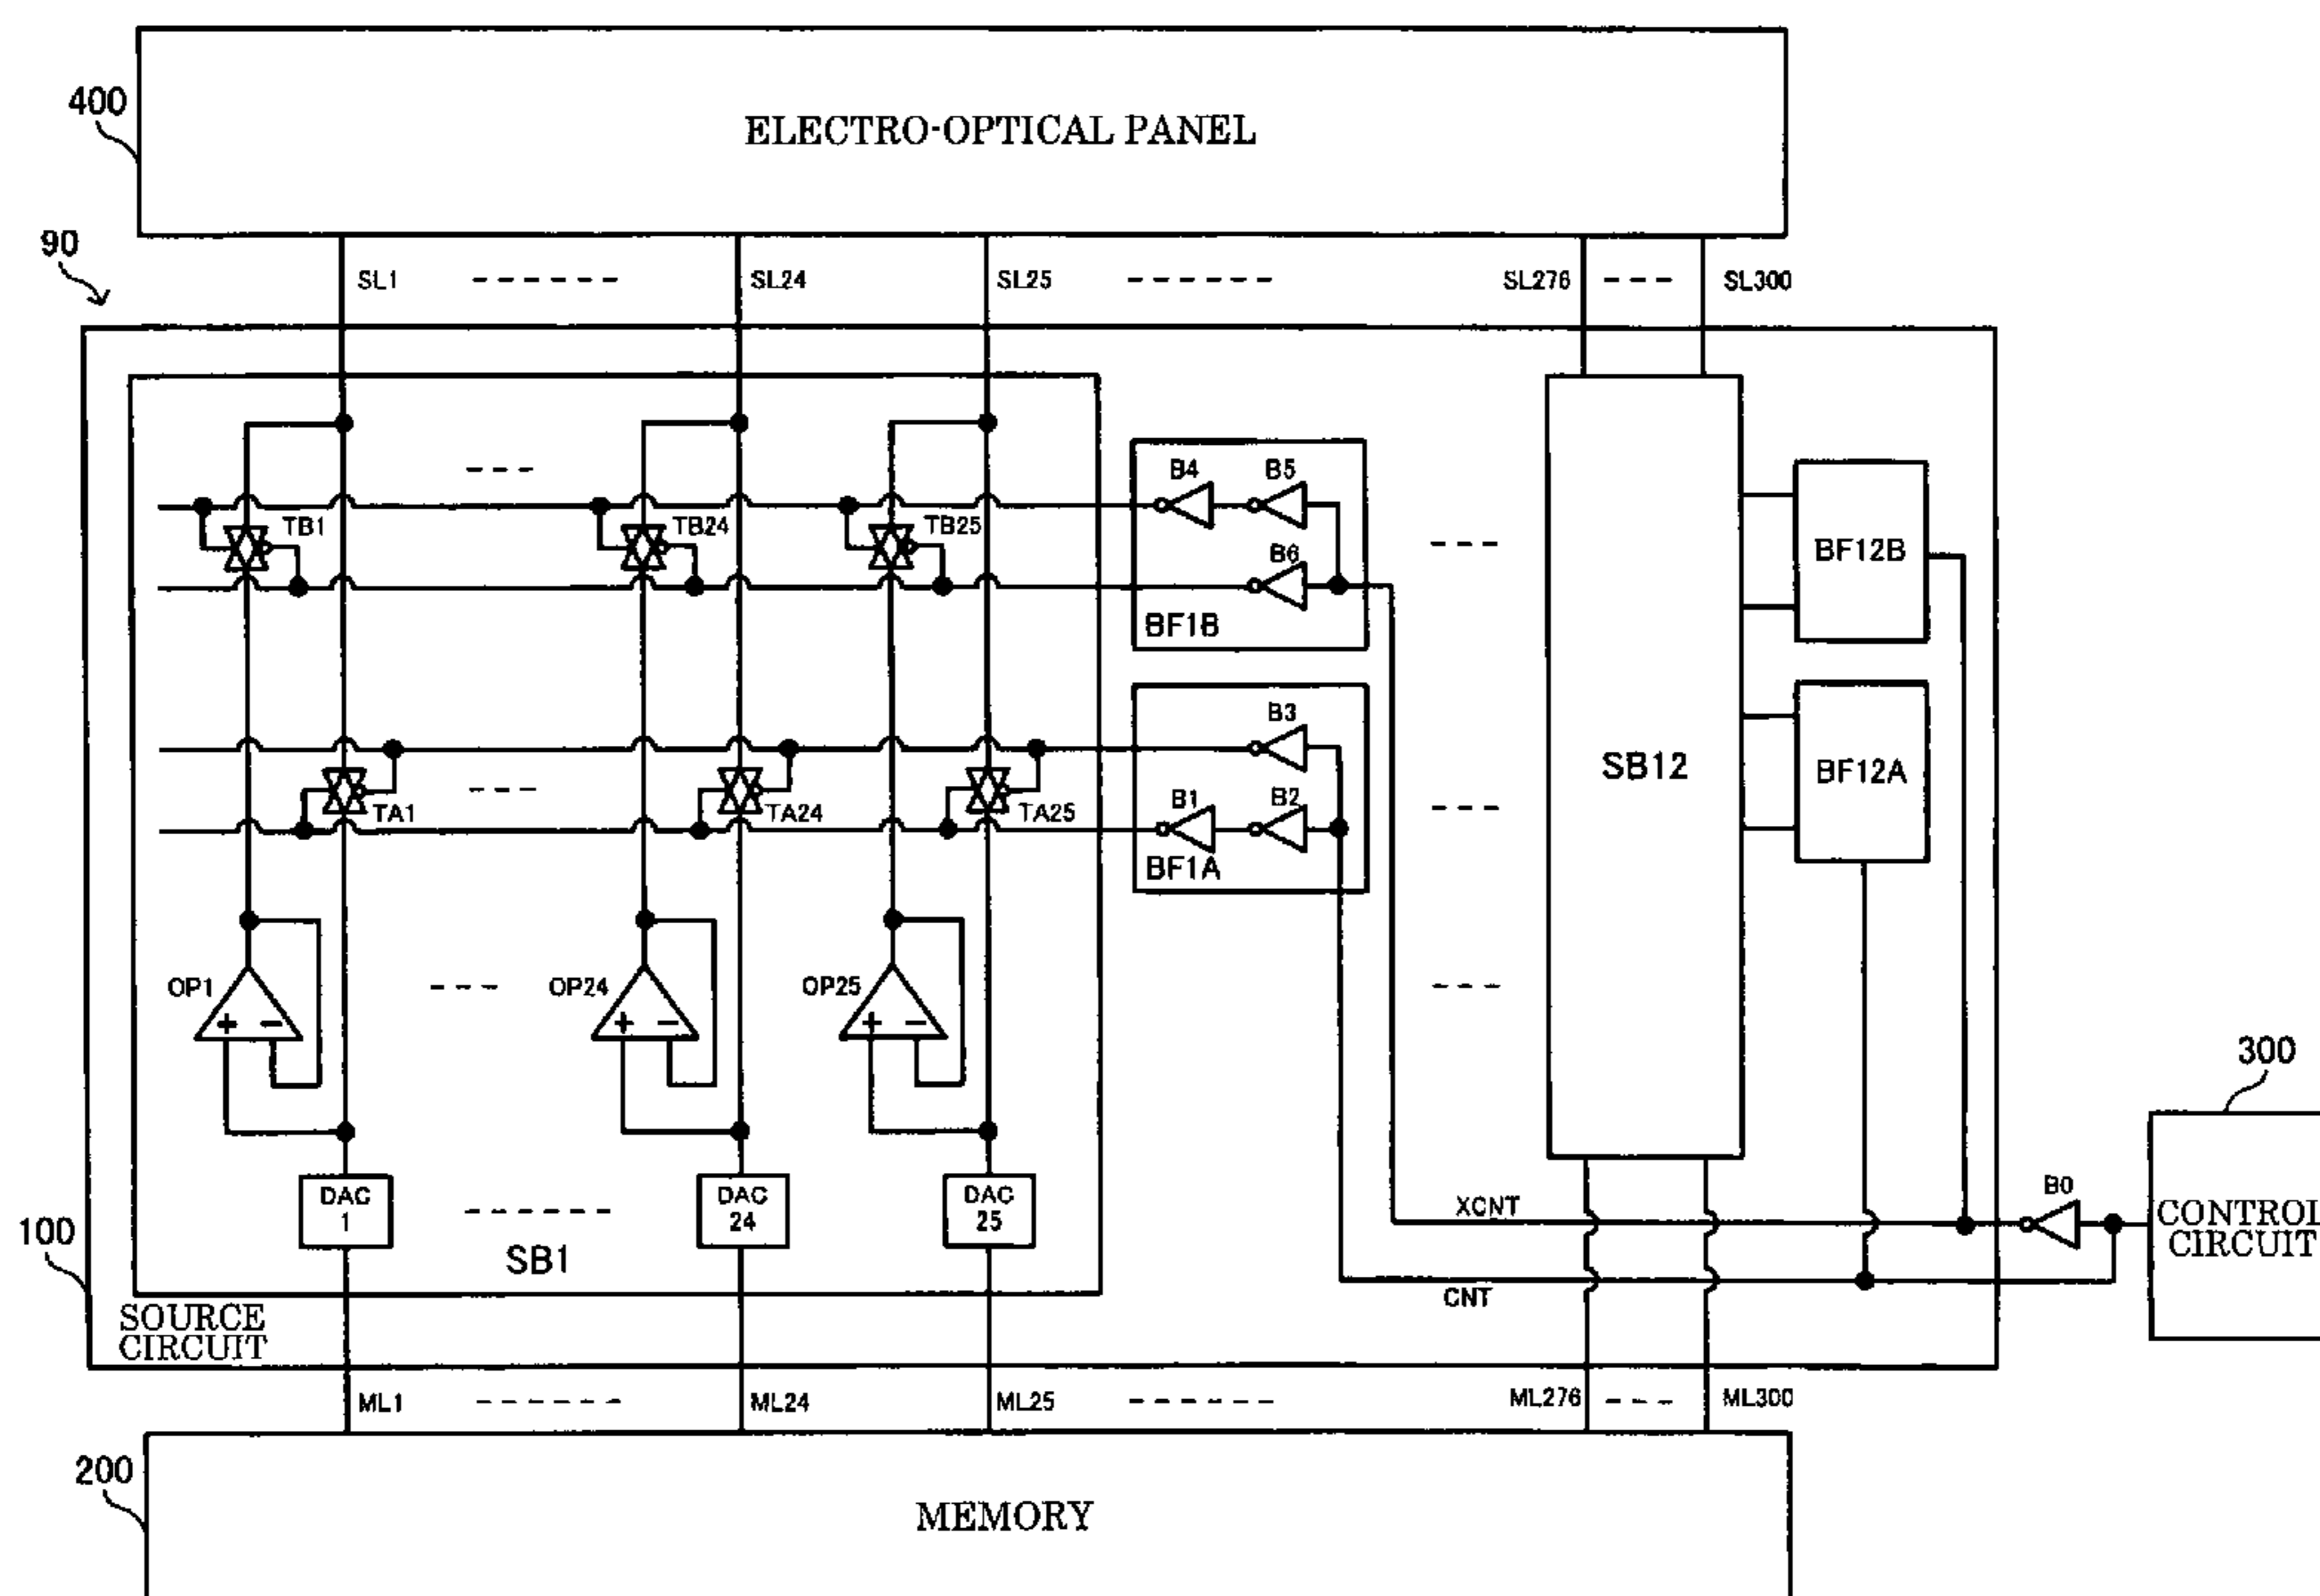 400
ELECTRO-OPTICAL PANEL
90
SL1
SL24
SL25
SL276
SL300
TB1
TB24
TB25
B4
B5
B6
BF1B
BF12B
B3
B1
B2
BF1A
TA1
TA24
TA25
SB12
BF12A
OP1
+ −
OP24
+ −
OP25
+ −
300
CONTROL
CIRCUIT
B0
XCNT
CNT
DAC
1
DAC
24
DAC
25
SB1
100
SOURCE
CIRCUIT
ML1
ML24
ML25
ML276
ML300
200
MEMORY